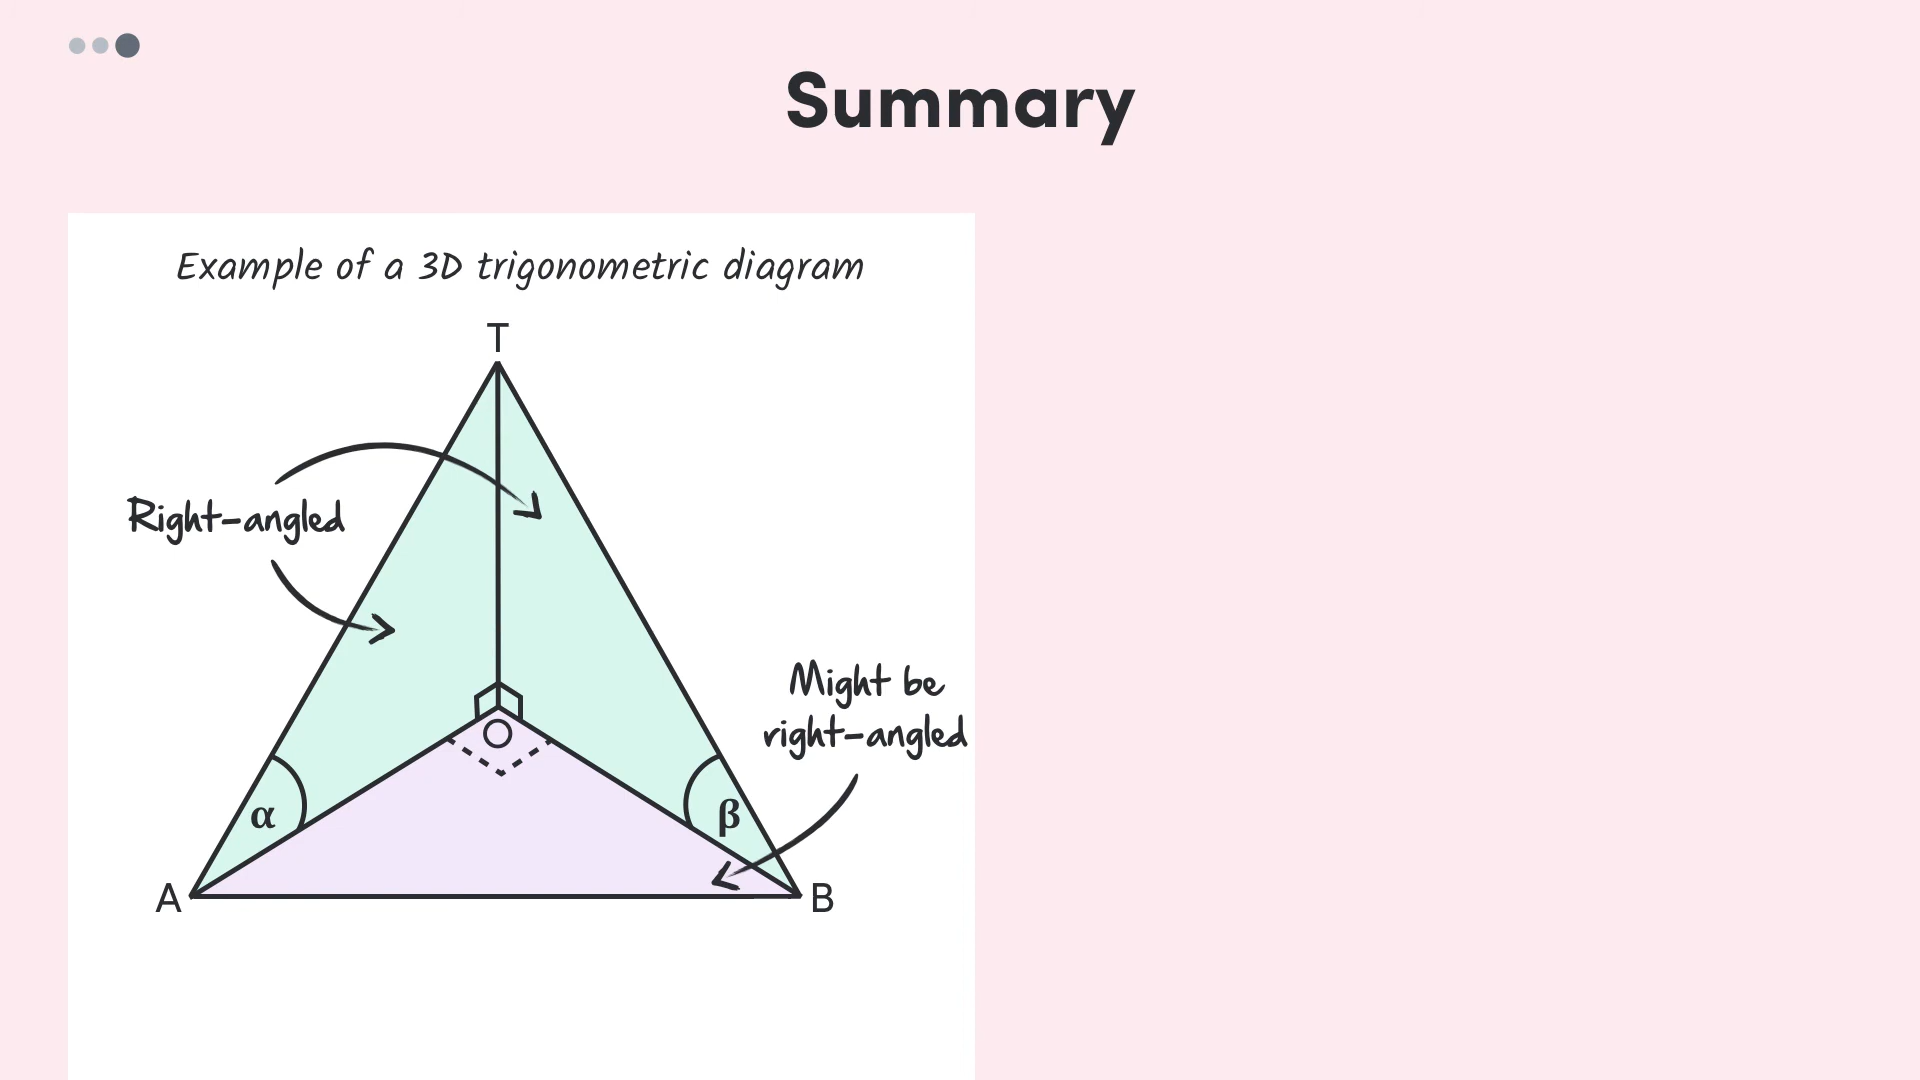 Summary
Example of a 3D trigonometric diagram
T
Right-angled
Might be
right-angled
O
α
β
A
B